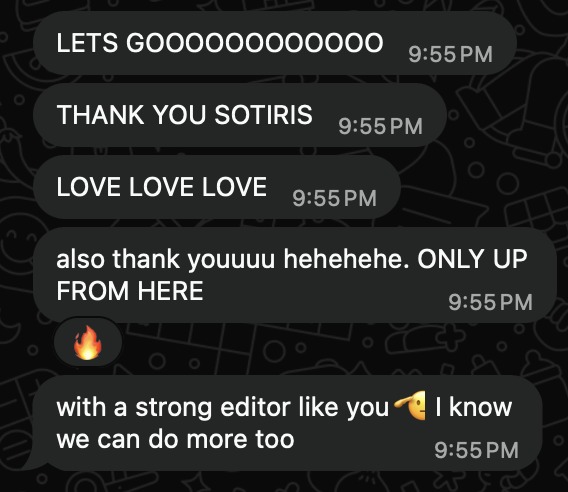 LETS GOOOOOOOOOOOO
9:55 PM
THANK YOU SOTIRIS
9:55 PM
LOVE LOVE LOVE
9:55 PM
also thank youuuu hehehehe. ONLY UP
FROM HERE
9:55 PM
🔥
with a strong editor like you 🫡 I know
we can do more too
9:55 PM